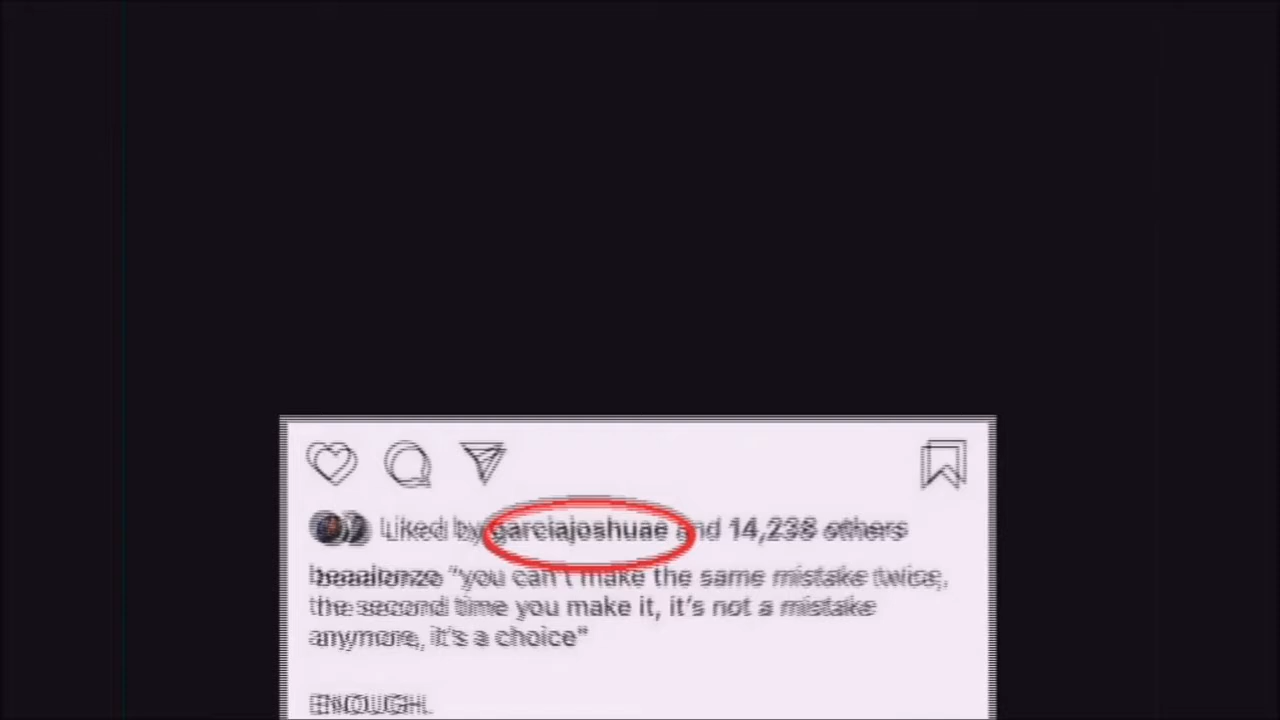 Liked by garciajoshuae and 14,238 others
beaalonzo “you can't make the same mistake twice,
the second time you make it, it's not a mistake
anymore, it's a choice"
ENOUGH.